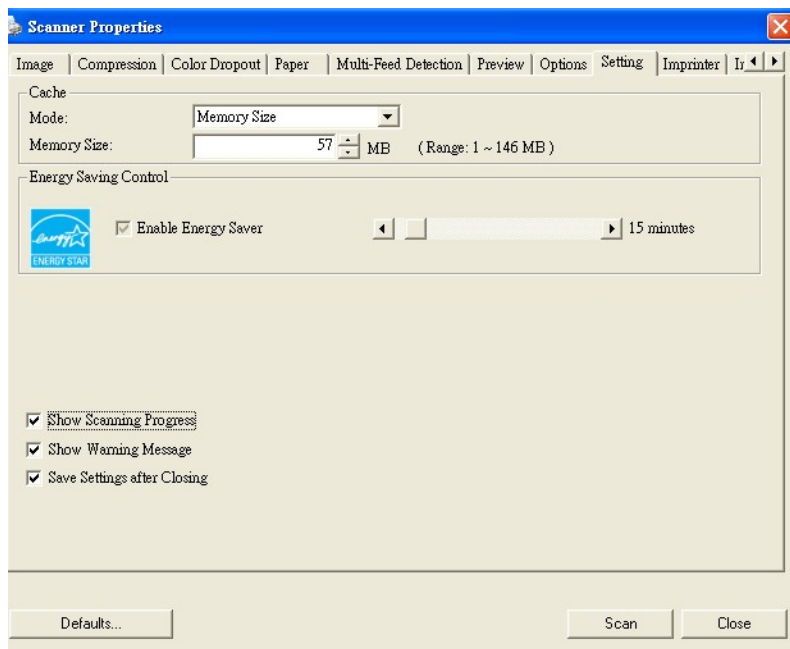 Scanner Properties
Image Compression Color Dropout Paper Multi-Feed Detection Preview Options Setting Imprinter
Cache
Mode: Memory Size
Memory Size: 57 MB ( Range: 1 ~ 146 MB )
Energy Saving Control
energy
ENERGY STAR
Enable Energy Saver 15 minutes
Show Scanning Progress
Show Warning Message
Save Settings after Closing
Defaults... Scan Close